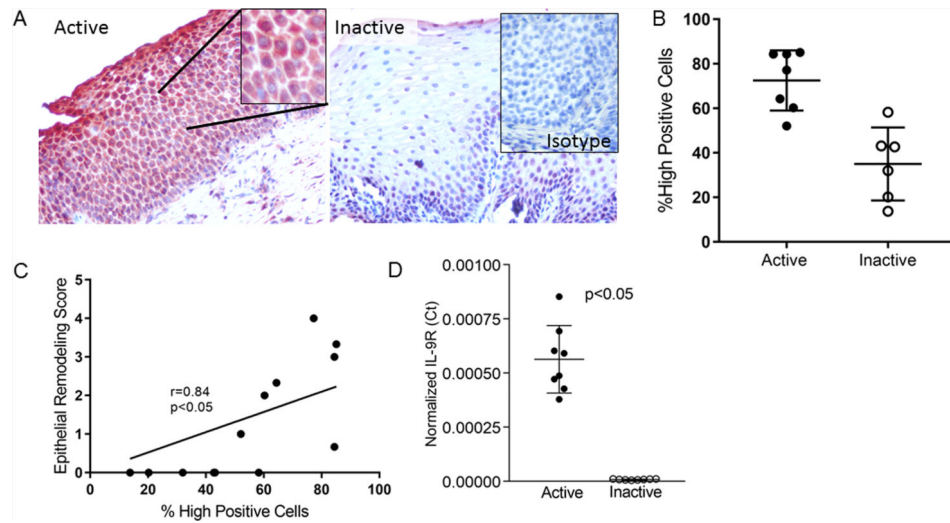 A
Active
Inactive
Isotype
B
%High Positive Cells
100
80
60
40
20
0
Active
Inactive
C
Epithelial Remodeling Score
5
4
3
2
1
0
r=0.84
p<0.05
0
20
40
60
80
100
% High Positive Cells
D
Normalized IL-9R (Ct)
0.00100
0.00075
0.00050
0.00025
0.00000
p<0.05
Active
Inactive